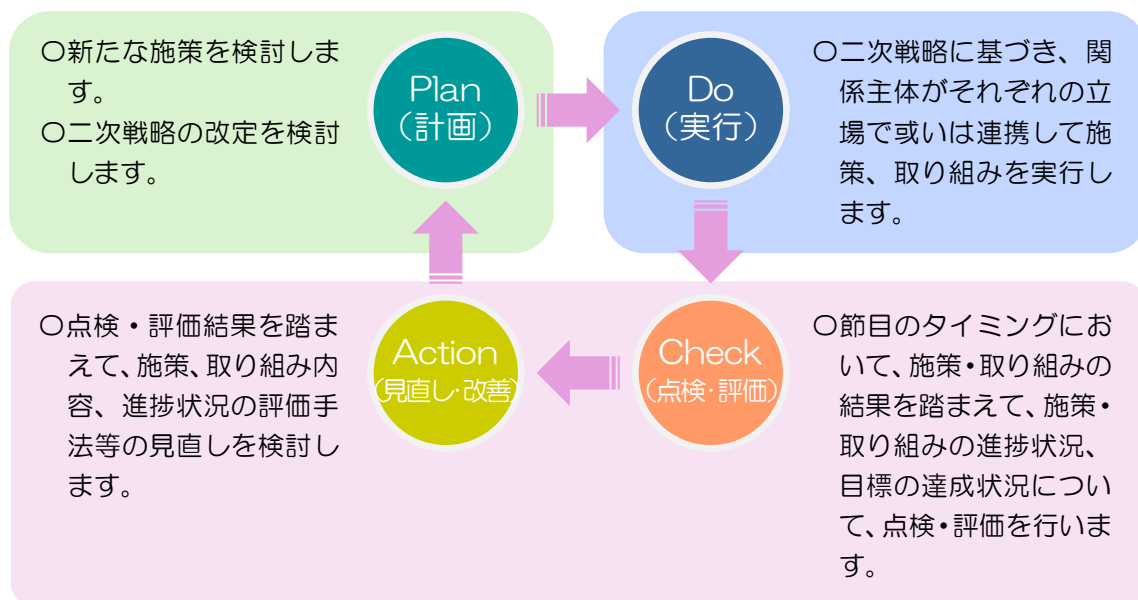 〇新たな施策を検討しま
す。
〇二次戦略の改定を検討
します。
Plan
(計画)
Do
(実行)
〇二次戦略に基づき、関
係主体がそれぞれの立
場で或いは連携して施
策、取り組みを実行し
ます。
〇点検・評価結果を踏ま
えて、施策、取り組み内
容、進捗状況の評価手
法等の見直しを検討し
ます。
Action
(見直し・改善)
Check
(点検・評価)
〇節目のタイミングにお
いて、施策・取り組みの
結果を踏まえて、施策・
取り組みの進捗状況、
目標の達成状況につい
て、点検・評価を行いま
す。